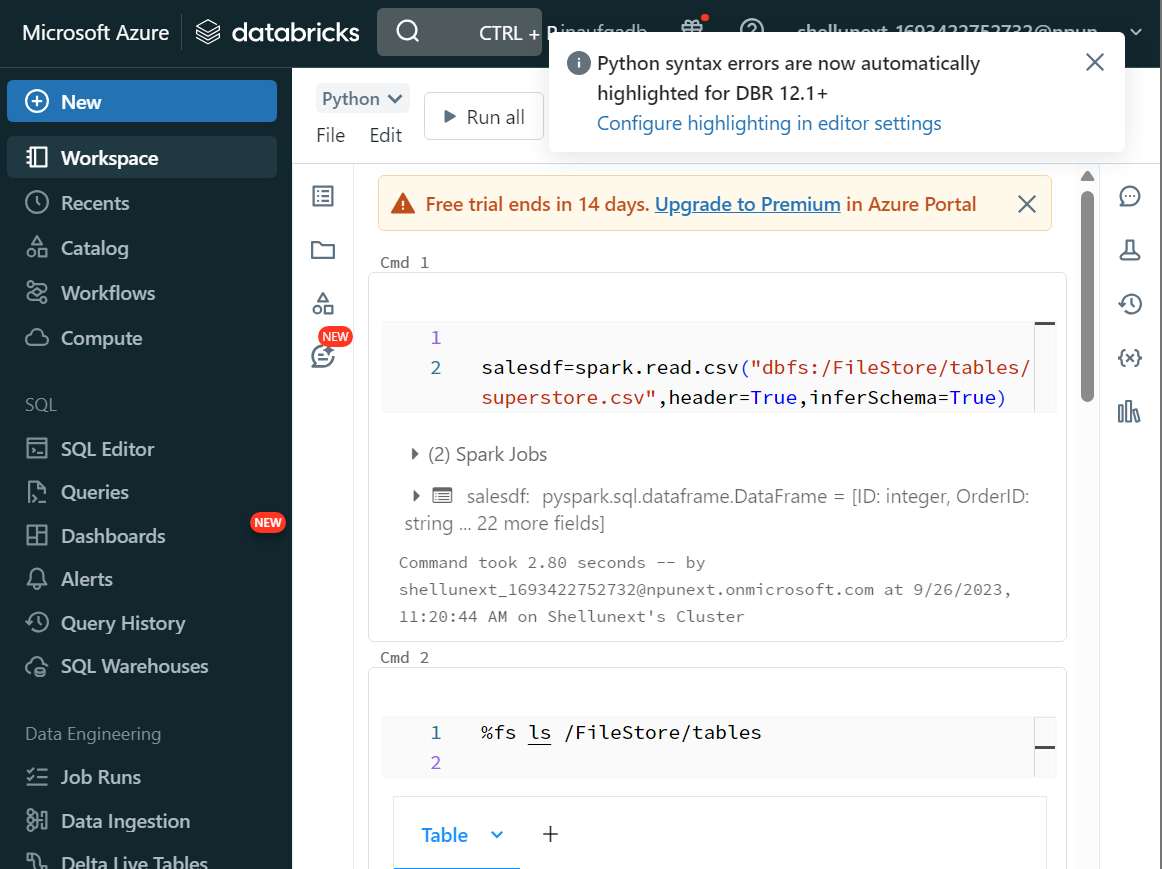 Microsoft Azure
databricks
CTRL +
Python syntax errors are now automatically
highlighted for DBR 12.1+
Configure highlighting in editor settings
New
Workspace
Recents
Catalog
Workflows
Compute
SQL
SQL Editor
Queries
Dashboards
NEW
Alerts
Query History
SQL Warehouses
Data Engineering
Job Runs
Data Ingestion
Delta Live Tables
Python
File Edit
Run all
NEW
Free trial ends in 14 days. Upgrade to Premium in Azure Portal
Cmd 1
1
2 salesdf=spark.read.csv("dbfs:/FileStore/tables/
superstore.csv",header=True,inferSchema=True)
(2) Spark Jobs
salesdf: pyspark.sql.dataframe.DataFrame = [ID: integer, OrderID:
string ... 22 more fields]
Command took 2.80 seconds -- by
shellunext_1693422752732@npunext.onmicrosoft.com at 9/26/2023,
11:20:44 AM on Shellunext's Cluster
Cmd 2
1 %fs ls /FileStore/tables
2
Table +